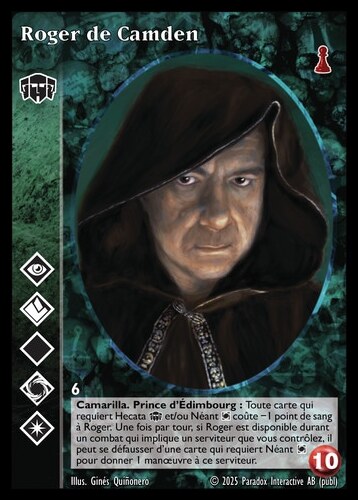 Roger de Camden
6
Camarilla. Prince d'Édimbourg : Toute carte qui
requiert Hecata et/ou Néant coûte –1 point de sang
à Roger. Une fois par tour, si Roger est disponible durant
un combat qui implique un serviteur que vous contrôlez, il
peut se défausser d'une carte qui requiert Néant
pour donner 1 manœuvre à ce serviteur.
10
Illus. Ginés Quiñonero
© 2025 Paradox Interactive AB (publ)